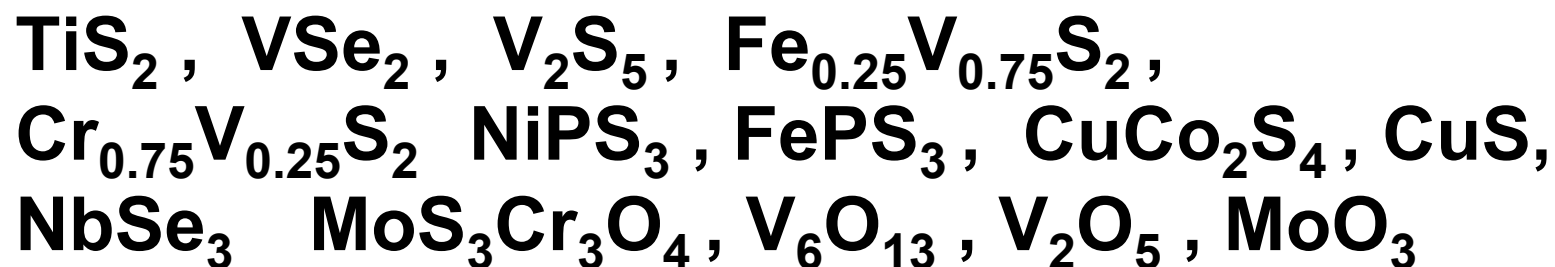 TiS₂ , VSe₂ , V₂S₅ , Fe₀.₂₅V₀.₇₅S₂ ,
Cr₀.₇₅V₀.₂₅S₂ NiPS₃ , FePS₃ , CuCo₂S₄ , CuS,
NbSe₃ MoS₃Cr₃O₄ , V₆O₁₃ , V₂O₅ , MoO₃